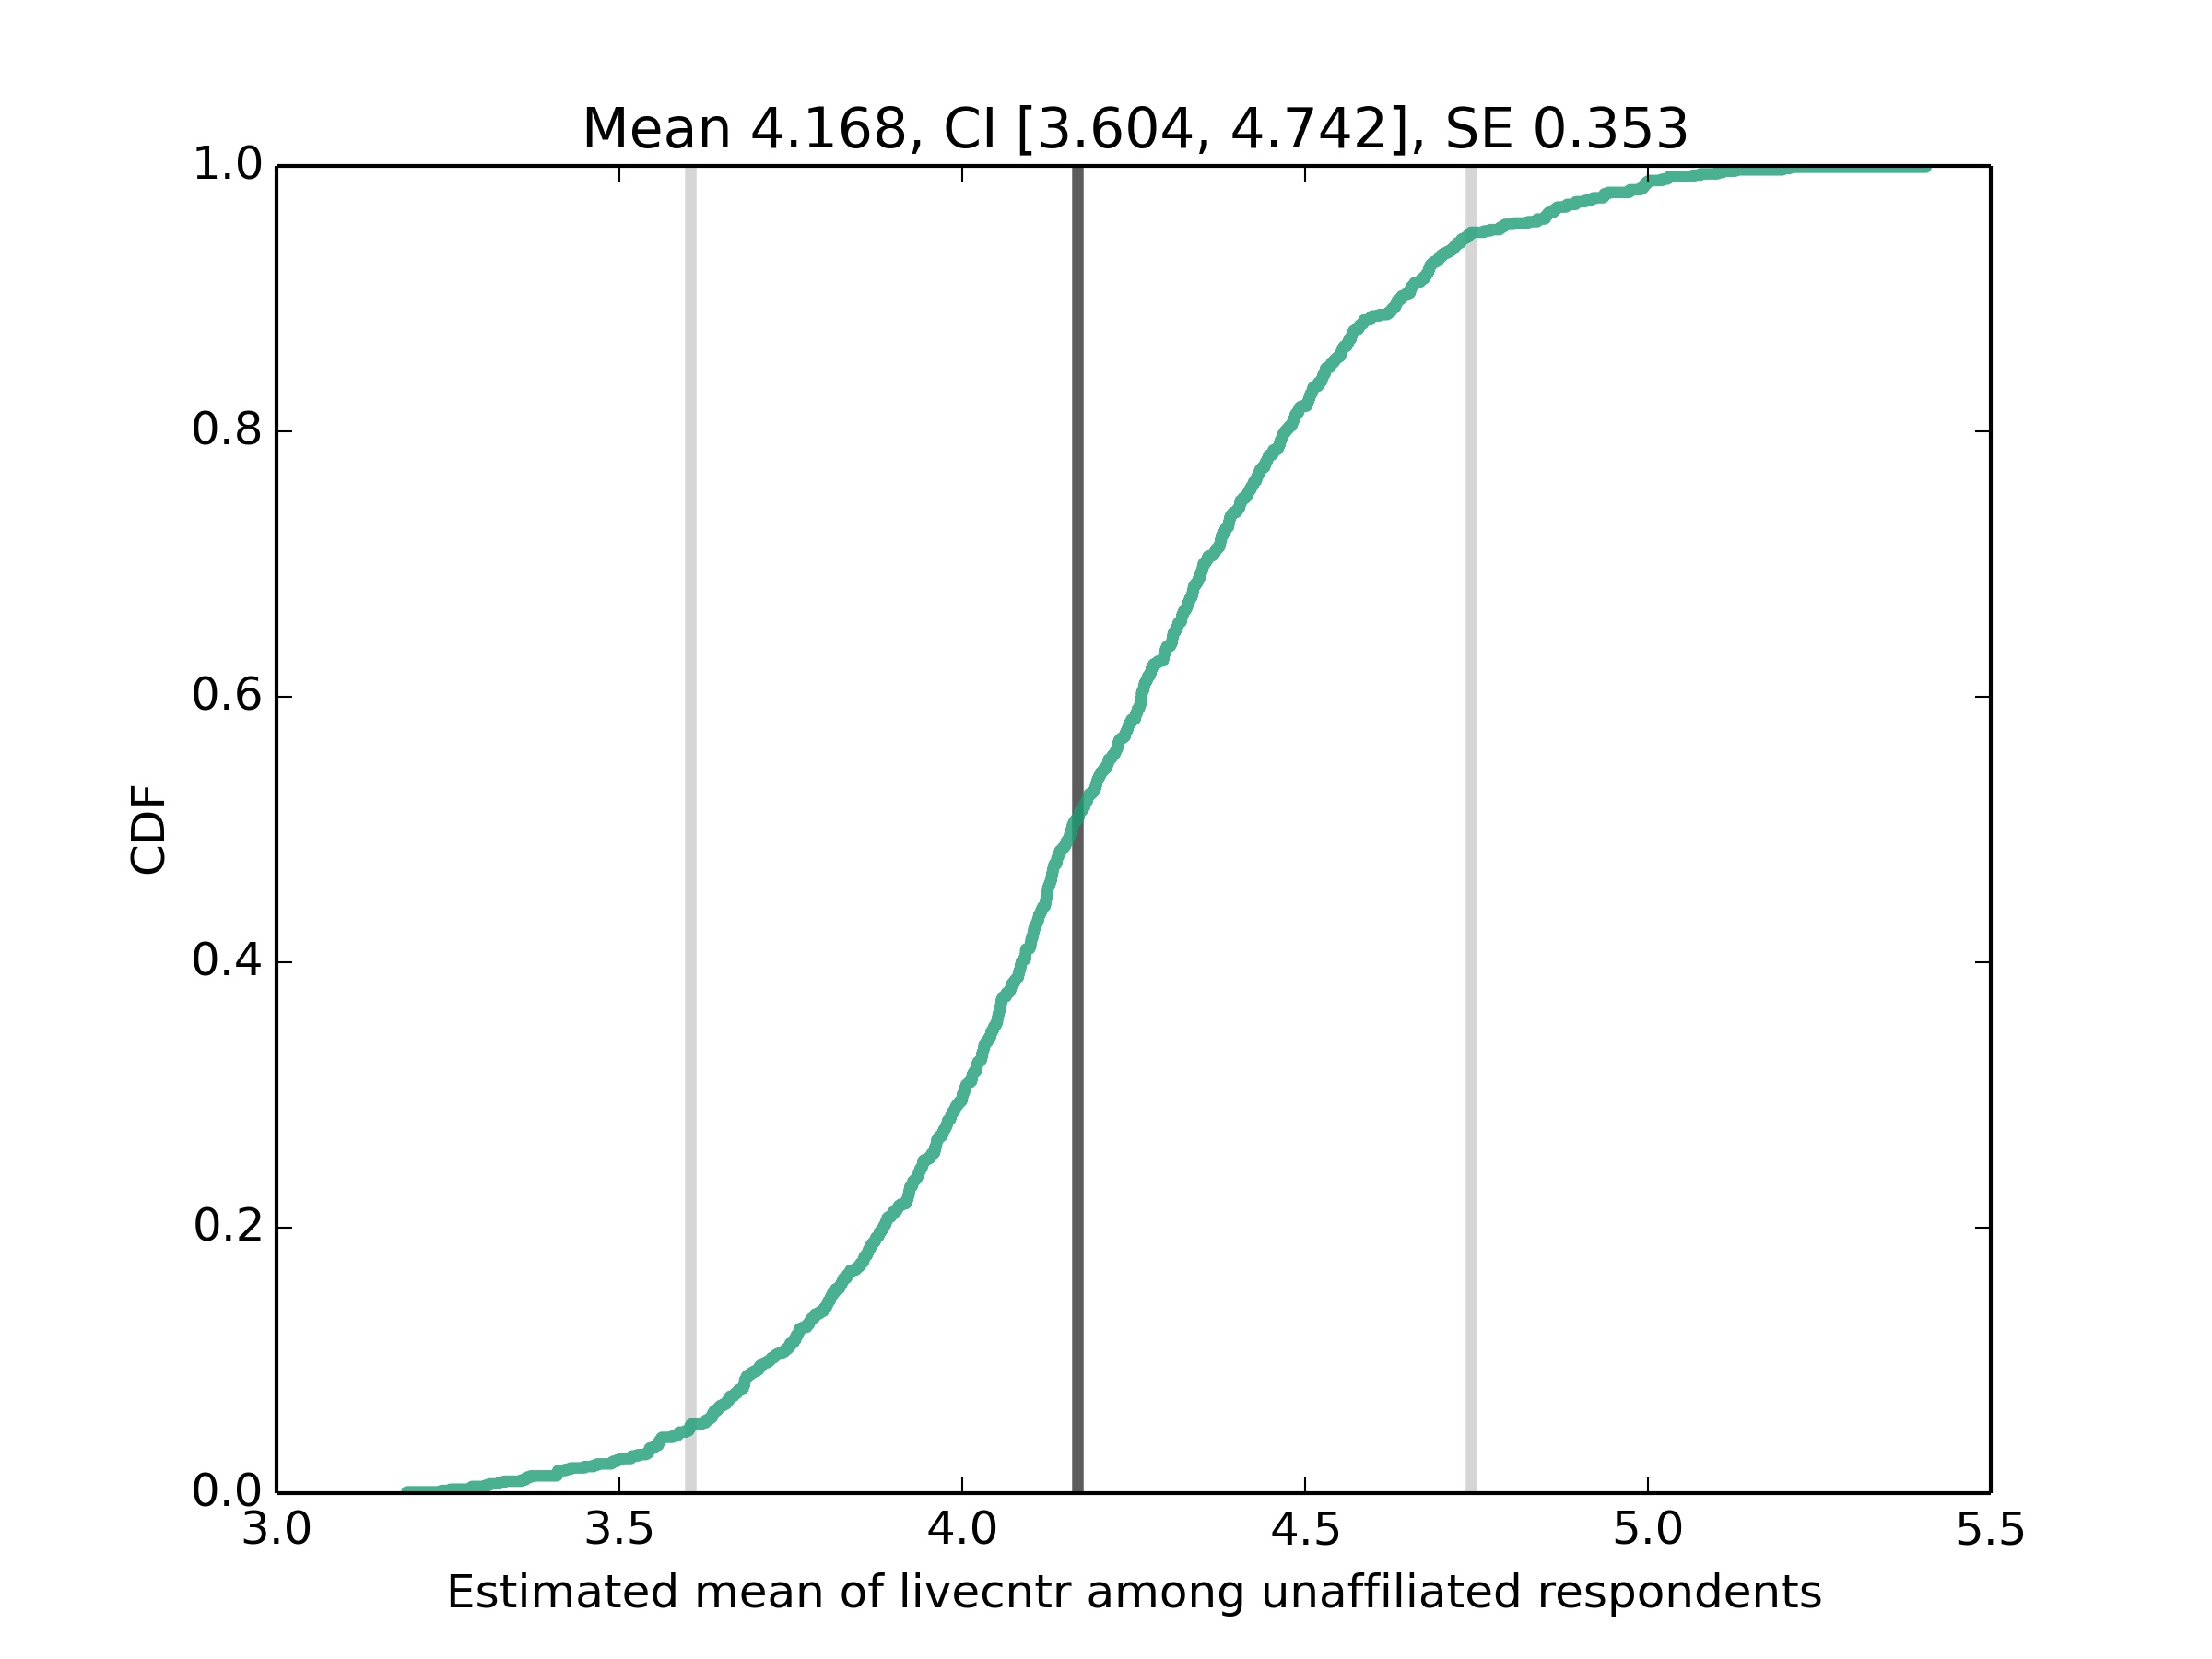 Mean 4.168, CI [3.604, 4.742], SE 0.353
1.0
0.8
0.6
0.4
0.2
0.0
CDF
3.0 3.5 4.0 4.5 5.0 5.5
Estimated mean of livecntr among unaffiliated respondents